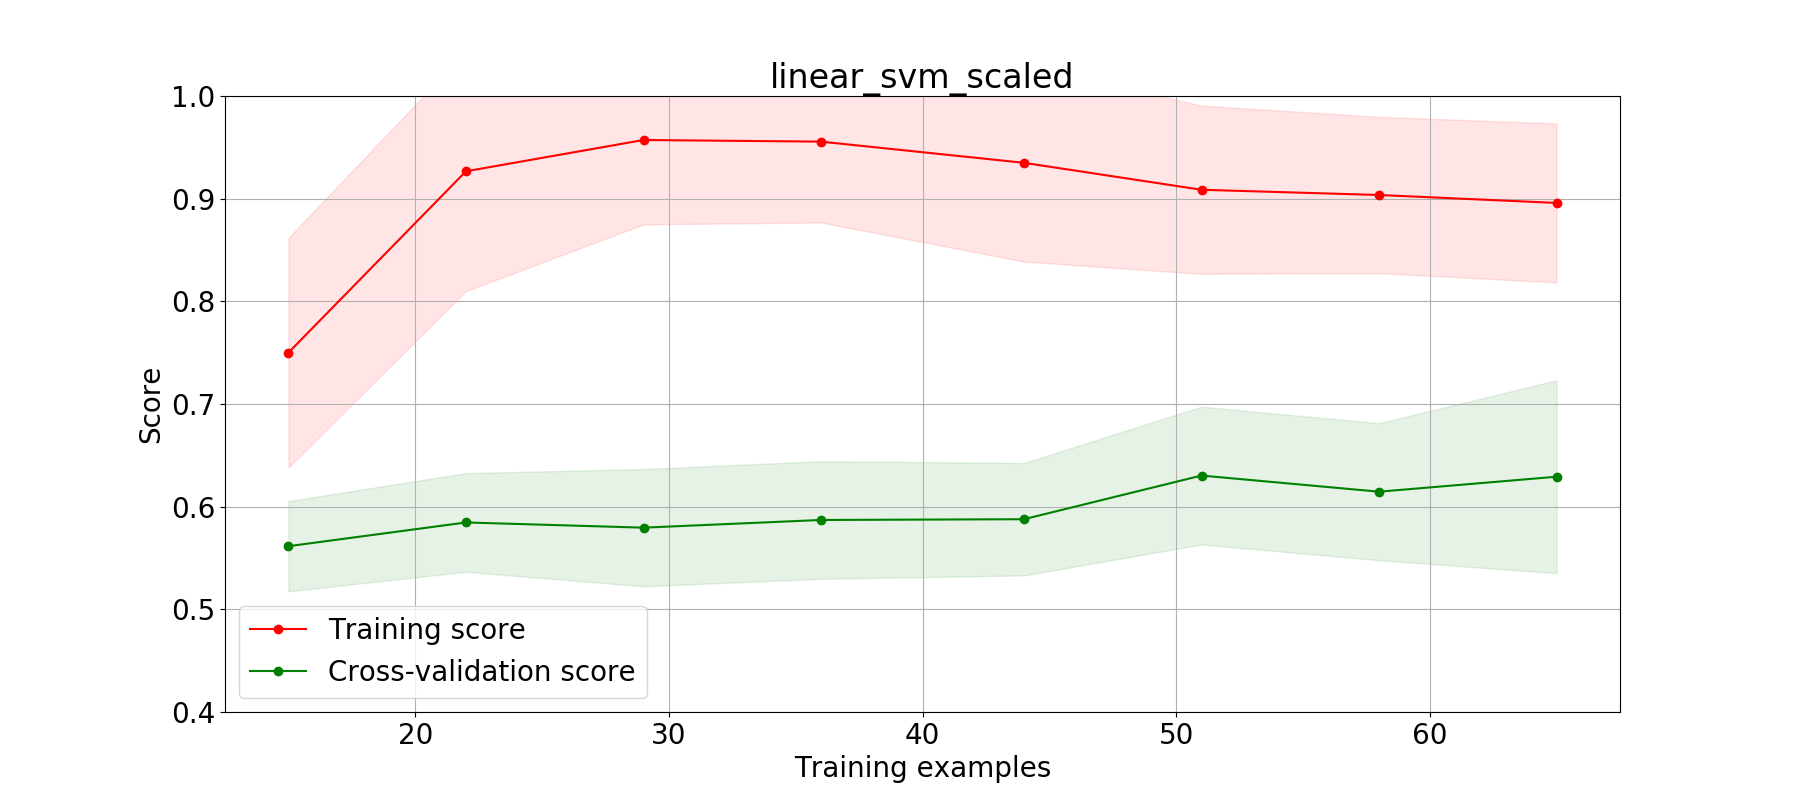 linear_svm_scaled
1.0
0.9
0.8
0.7
0.6
0.5
0.4
Score
Training score
Cross-validation score
20 30 40 50 60
Training examples